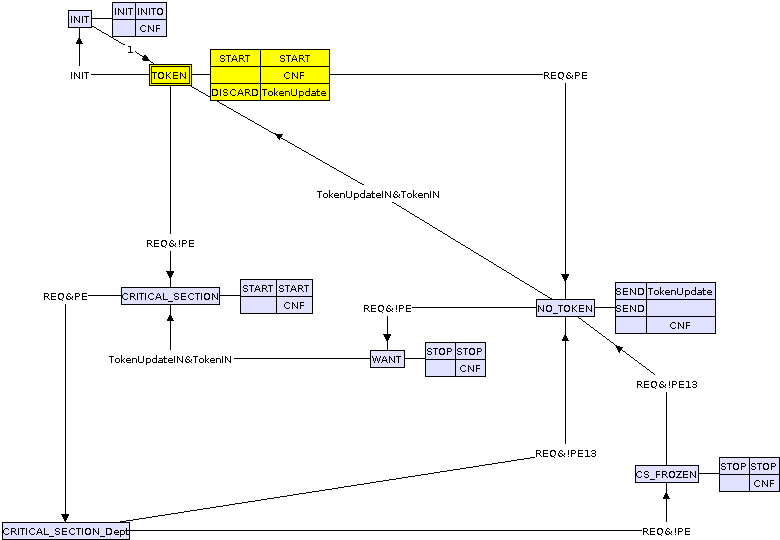 INIT
INIT INITO
CNF
1
INIT
TOKEN
START START
CNF
DISCARD TokenUpdate
REQ&PE
TokenUpdateIN&TokenIN
REQ&!PE
REQ&PE
CRITICAL_SECTION
START START
CNF
REQ&!PE
NO_TOKEN
SEND TokenUpdate
SEND
CNF
TokenUpdateIN&TokenIN
WANT
STOP STOP
CNF
REQ&!PE13
REQ&!PE13
CS_FROZEN
STOP STOP
CNF
CRITICAL_SECTION_Dept
REQ&!PE